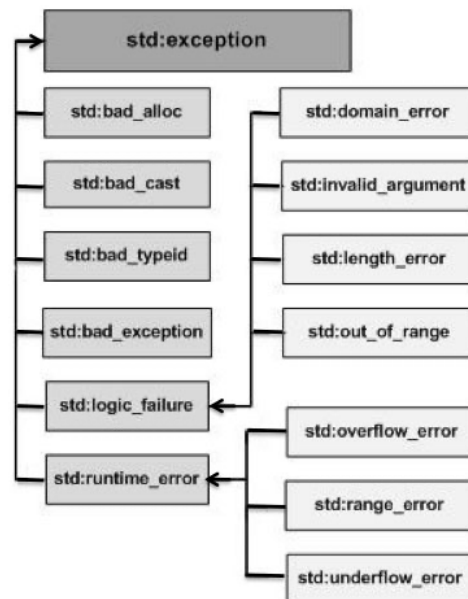 std:exception
std:bad_alloc
std:bad_cast
std:bad_typeid
std:bad_exception
std:logic_failure
std:runtime_error
std:domain_error
std:invalid_argument
std:length_error
std:out_of_range
std:overflow_error
std:range_error
std:underflow_error